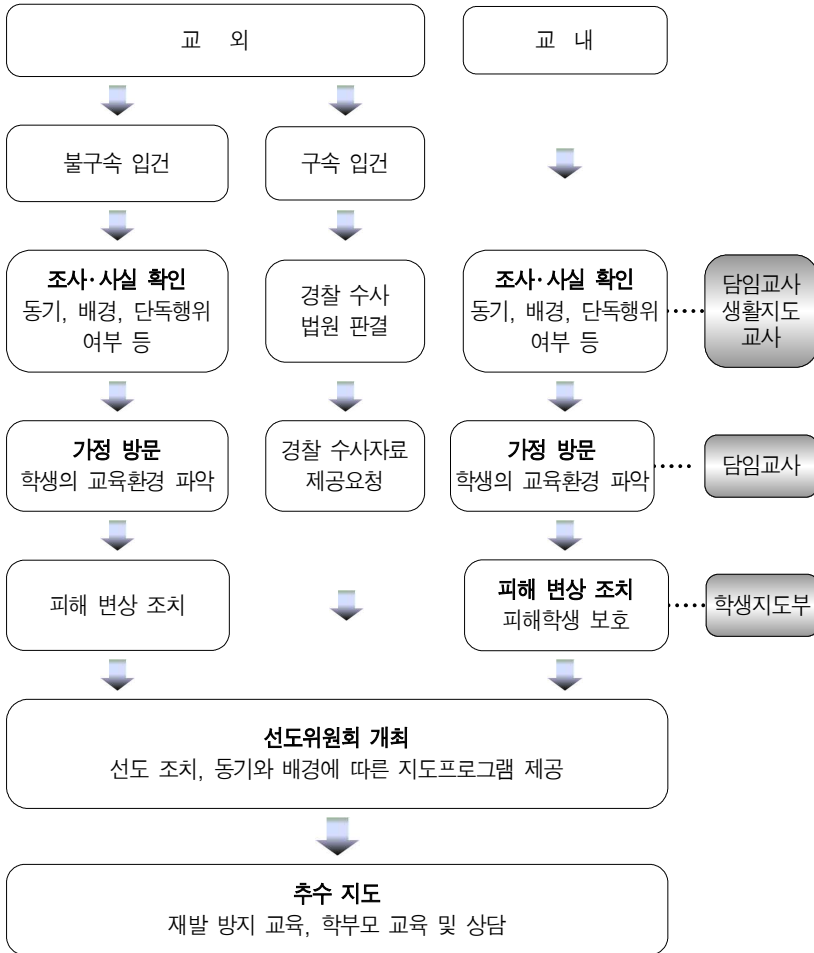 교 외
교 내
불구속 입건
구속 입건
조사·사실 확인
동기, 배경, 단독행위
여부 등
경찰 수사
법원 판결
조사·사실 확인
동기, 배경, 단독행위
여부 등
담임교사
생활지도
교사
가정 방문
학생의 교육환경 파악
경찰 수사자료
제공요청
가정 방문
학생의 교육환경 파악
담임교사
피해 변상 조치
피해 변상 조치
피해학생 보호
학생지도부
선도위원회 개최
선도 조치, 동기와 배경에 따른 지도프로그램 제공
추수 지도
재발 방지 교육, 학부모 교육 및 상담